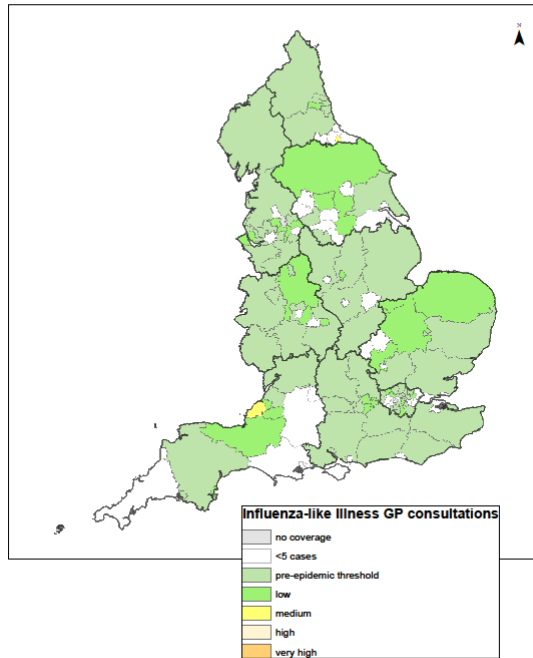 N
Influenza-like Illness GP consultations
no coverage
<5 cases
pre-epidemic threshold
low
medium
high
very high